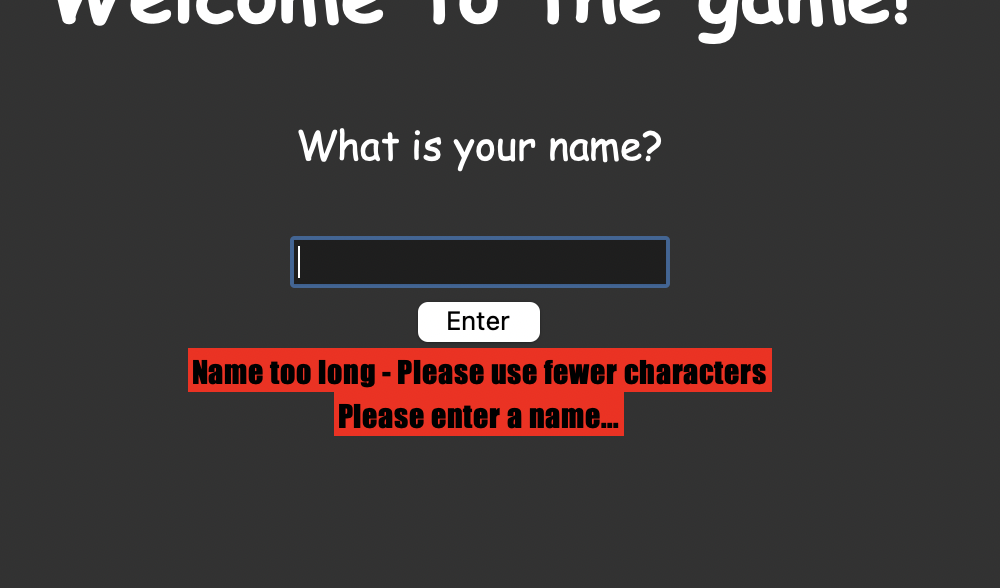 Welcome To The game!
What is your name?
Enter
Name too long - Please use fewer characters
Please enter a name...